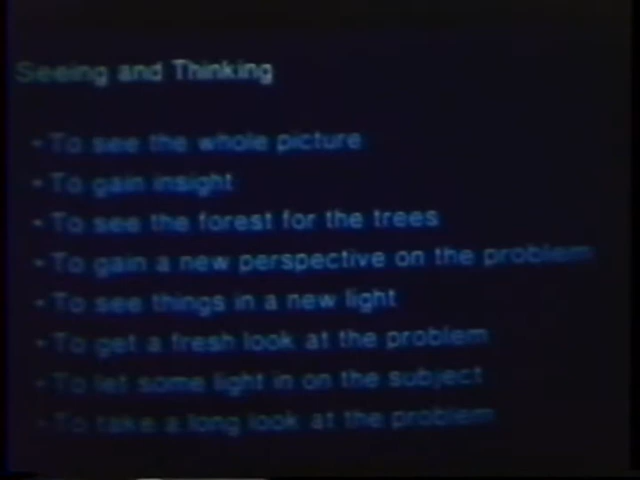 Seeing and Thinking
• To see the whole picture
• To gain insight
• To see the forest for the trees
• To gain a new perspective on the problem
• To see things in a new light
• To get a fresh look at the problem
• To let some light in on the subject
• To take a long look at the problem